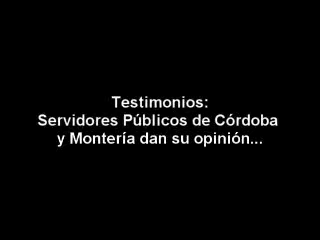 Testimonios:
Servidores Públicos de Córdoba
y Montería dan su opinión...